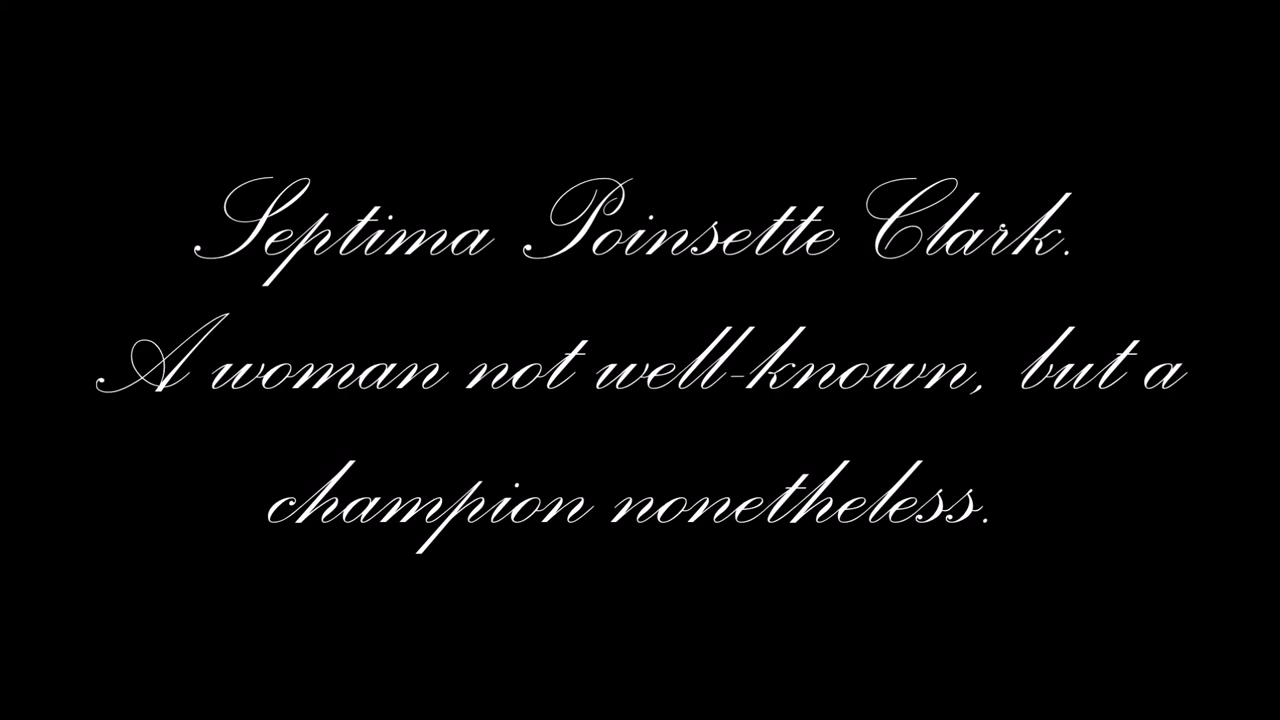 Septima Poinsette Clark.
A woman not well-known, but a
champion nonetheless.